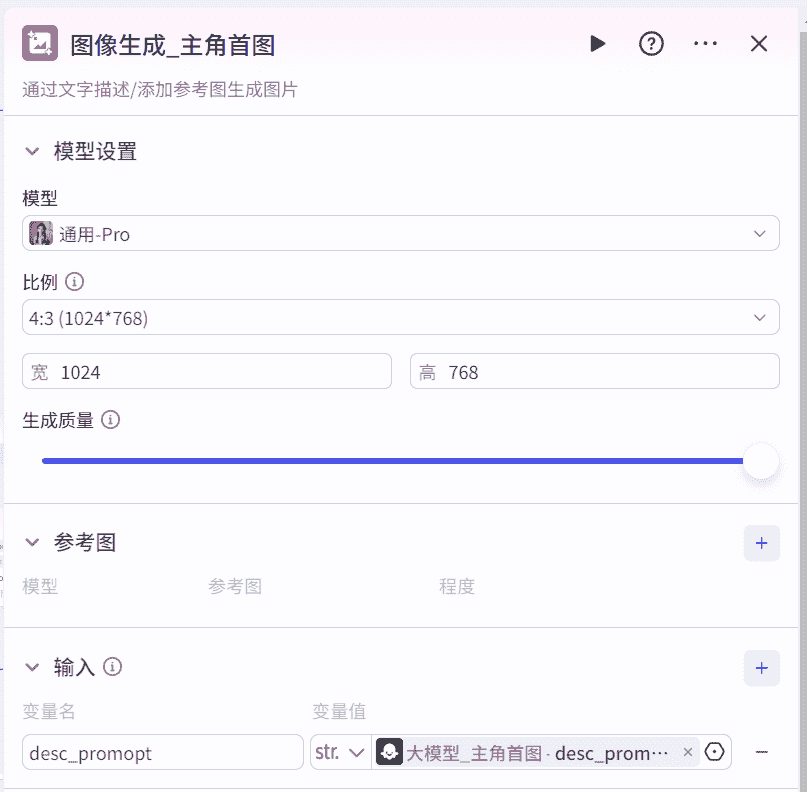 图像生成_主角首图
通过文字描述/添加参考图生成图片
模型设置
模型
通用-Pro
比例
4:3 (1024*768)
宽 1024 高 768
生成质量
参考图
模型 参考图 程度
输入
变量名 变量值
desc_promopt str. 大模型_主角首图 - desc_prom···